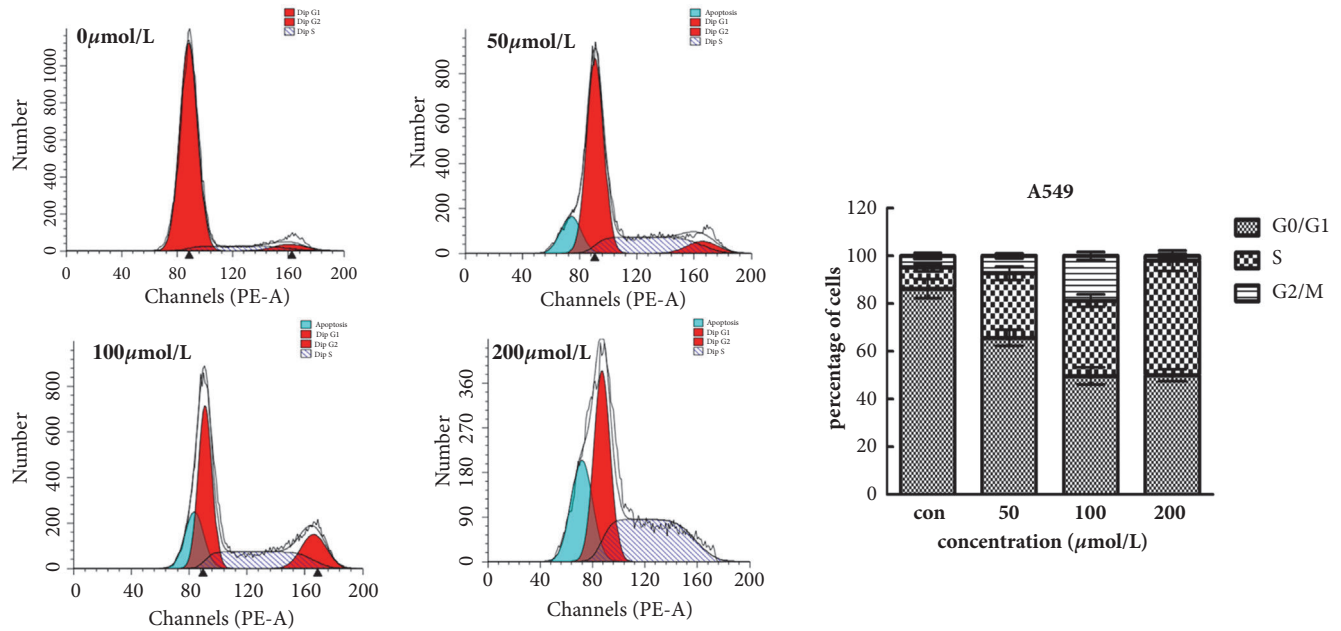 0μmol/L
Dip G1
Dip G2
Dip S
Number
0 200 400 600 800 1000
0 40 80 120 160 200
Channels (PE-A)
50μmol/L
Apoptosis
Dip G1
Dip G2
Dip S
Number
0 200 400 600 800
0 40 80 120 160 200
Channels (PE-A)
100μmol/L
Apoptosis
Dip G1
Dip G2
Dip S
Number
0 200 400 600 800
0 40 80 120 160 200
Channels (PE-A)
200μmol/L
Apoptosis
Dip G1
Dip G2
Dip S
Number
0 90 180 270 360
0 40 80 120 160 200
Channels (PE-A)
A549
percentage of cells
120
100
80
60
40
20
0
con 50 100 200
concentration (μmol/L)
G0/G1
S
G2/M